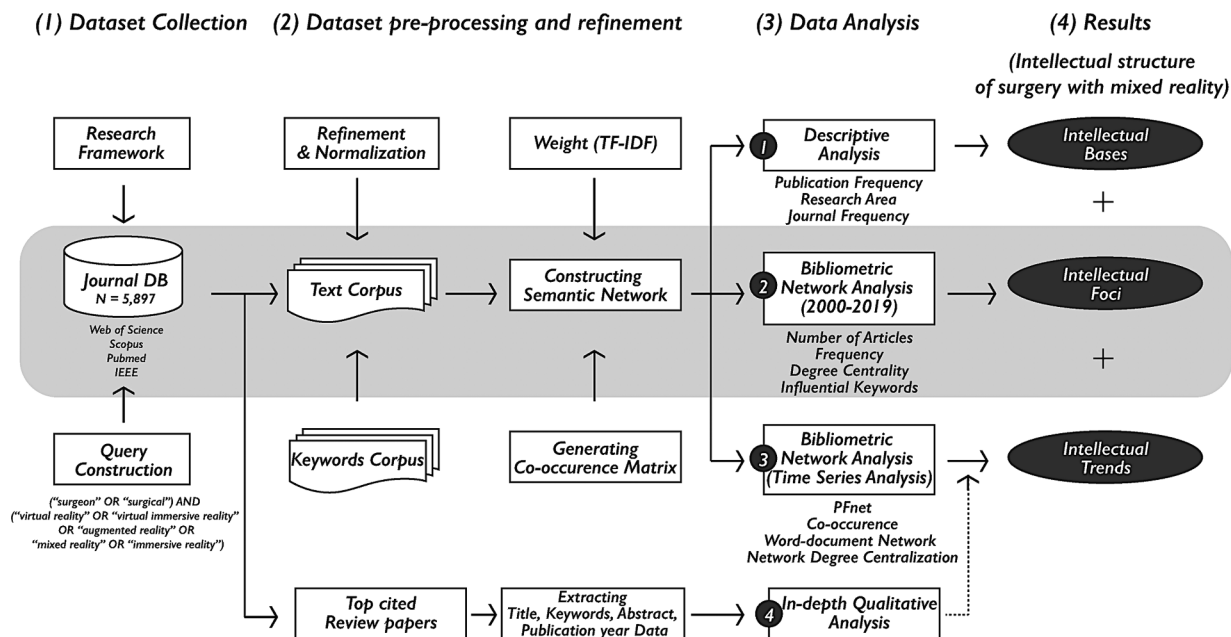 (1) Dataset Collection
(2) Dataset pre-processing and refinement
(3) Data Analysis
(4) Results
(Intellectual structure
of surgery with mixed reality)
Research
Framework
Refinement
& Normalization
Weight (TF-IDF)
1
Descriptive
Analysis
Intellectual
Bases
Publication Frequency
Research Area
Journal Frequency
+
Journal DB
N = 5,897
Web of Science
Scopus
Pubmed
IEEE
Text Corpus
Constructing
Semantic Network
2
Bibliometric
Network Analysis
(2000-2019)
Intellectual
Foci
Number of Articles
Frequency
Degree Centrality
Influential Keywords
+
Query
Construction
("surgeon" OR "surgical") AND
("virtual reality" OR "virtual immersive reality"
OR "augmented reality" OR
"mixed reality" OR "immersive reality")
Keywords Corpus
Generating
Co-occurence Matrix
3
Bibliometric
Network Analysis
(Time Series Analysis)
Intellectual
Trends
PFnet
Co-occurence
Word-document Network
Network Degree Centralization
Top cited
Review papers
Extracting
Title, Keywords, Abstract,
Publication year Data
4
In-depth Qualitative
Analysis